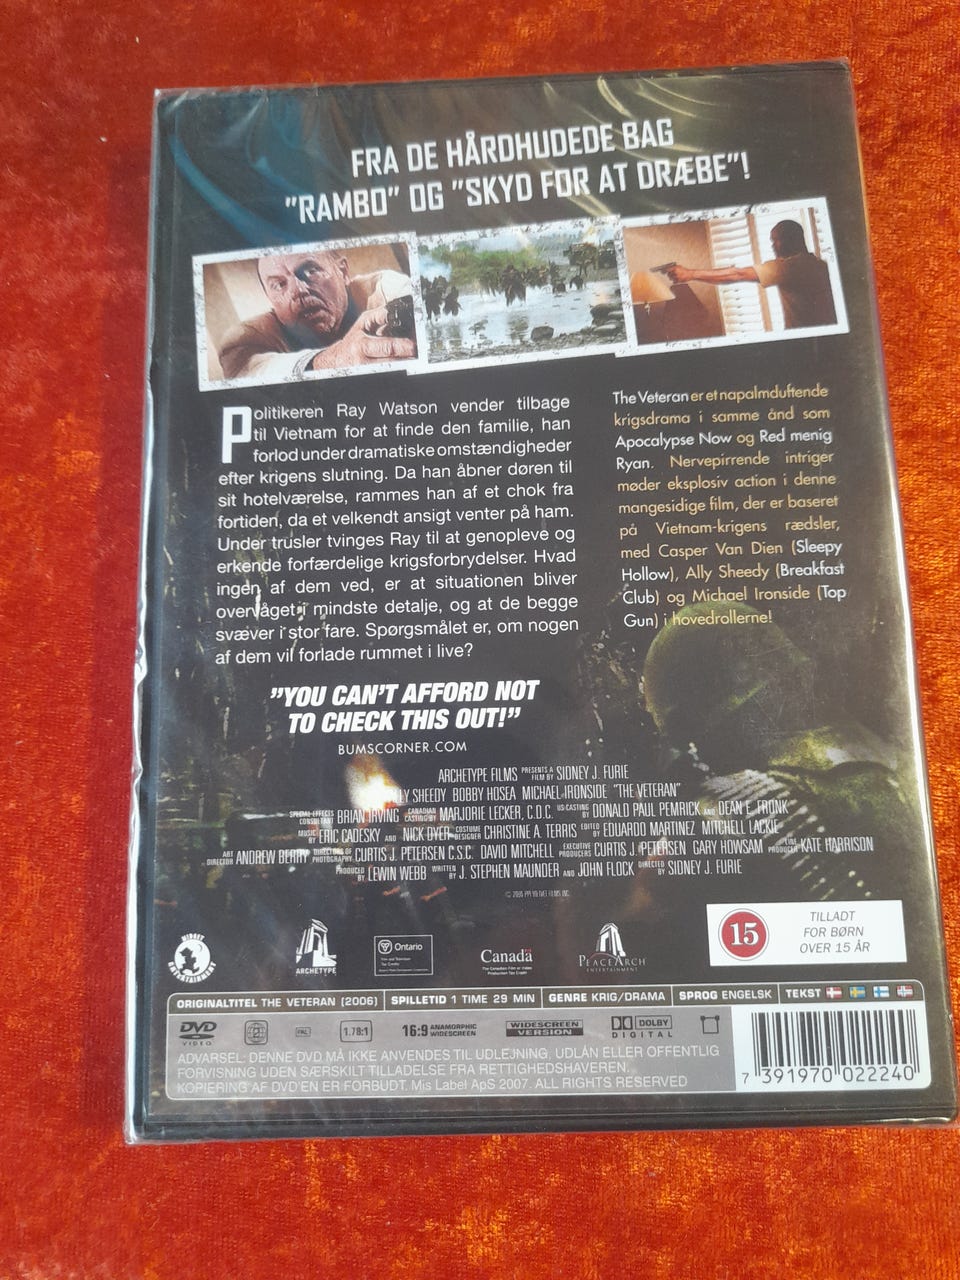 FRA DE HÅRDHUDEDE BAG
"RAMBO" OG "SKYD FOR AT DRÆBE"!
Politikeren Ray Watson vender tilbage
til Vietnam for at finde den familie, han
forlod under dramatiske omstændigheder
efter krigens slutning. Da han åbner døren til
sit hotelværelse, rammes han af et chok fra
fortiden, da et velkendt ansigt venter på ham.
Under trusler tvinges Ray til at genopleve og
erkende forfærdelige krigsforbrydelser. Hvad
ingen af dem ved, er at situationen bliver
overvåget i mindste detalje, og at de begge
svæver i stor fare. Spørgsmålet er, om nogen
af dem vil forlade rummet i live?
The Veteran er et napalmduftende
krigsdrama i samme ånd som
Apocalypse Now og Red menig
Ryan. Nervepirrende intriger
møder eksplosiv action i denne
mangesidige film, der er baseret
på Vietnam-krigens rædsler,
med Casper Van Dien (Sleepy
Hollow), Ally Sheedy (Breakfast
Club) og Michael Ironside (Top
Gun) i hovedrollerne!
"YOU CAN'T AFFORD NOT
TO CHECK THIS OUT!"
BUMSCORNER.COM
ARCHETYPE FILMS PRESENTS A FILM BY SIDNEY J. FURIE
ALLY SHEEDY BOBBY HOSEA MICHAEL IRONSIDE "THE VETERAN"
SPECIAL EFFECTS CONSULTANT BRIAN IRVING CANADIAN CASTING BY MARJORIE LECKER, C.D.C. US CASTING BY DONALD PAUL PEMRICK AND DEAN E. FRONK
MUSIC BY ERIC CADESKY AND NICK DYER COSTUME DESIGNER CHRISTINE A. TERRIS EDITED BY EDUARDO MARTINEZ MITCHELL LACKIE
ART DIRECTOR ANDREW BERRY DIRECTORS OF PHOTOGRAPHY CURTIS J. PETERSEN C.S.C. DAVID MITCHELL EXECUTIVE PRODUCERS CURTIS J. PETERSEN GARY HOWSAM LINE PRODUCER KATE HARRISON
PRODUCED BY LEWIN WEBB WRITTEN BY J. STEPHEN MAUNDER AND JOHN FLOCK DIRECTED BY SIDNEY J. FURIE
MIDGET ENTERTAINMENT
ARCHETYPE
Ontario
Canada
PEACE ARCH
ENTERTAINMENT
15
TILLADT
FOR BØRN
OVER 15 ÅR
ORIGINALTITEL THE VETERAN (2006) SPILLETID 1 TIME 29 MIN GENRE KRIG/DRAMA SPROG ENGELSK TEKST
DVD VIDEO PAL 1.78:1 16:9 ANAMORPHIC WIDESCREEN WIDESCREEN VERSION DOLBY DIGITAL
ADVARSEL: DENNE DVD MÅ IKKE ANVENDES TIL UDLEJNING, UDLÅN ELLER OFFENTLIG
FORVISNING UDEN SÆRSKILT TILLADELSE FRA RETTIGHEDSHAVEREN.
KOPIERING AF DVD'EN ER FORBUDT. Mis Label ApS 2007. ALL RIGHTS RESERVED
7 391970 022240